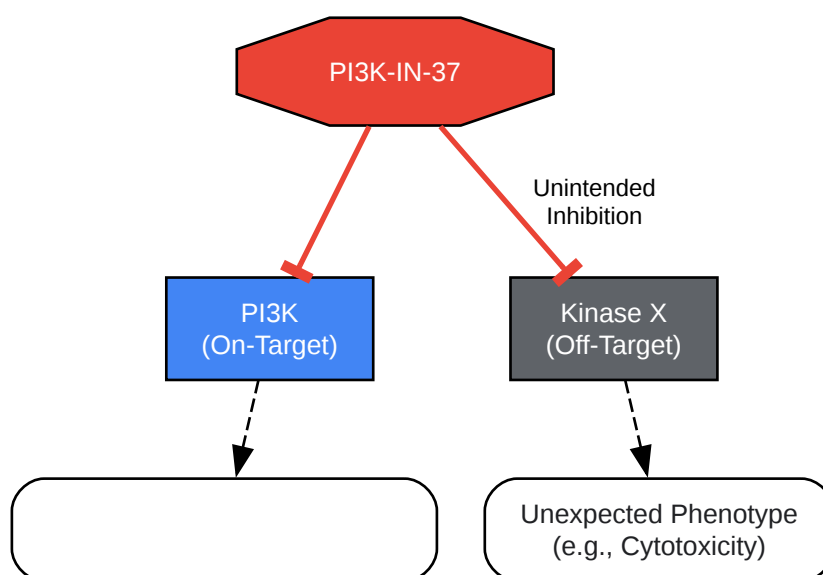 PI3K-IN-37
Unintended
Inhibition
PI3K
(On-Target)
Kinase X
(Off-Target)
Unexpected Phenotype
(e.g., Cytotoxicity)